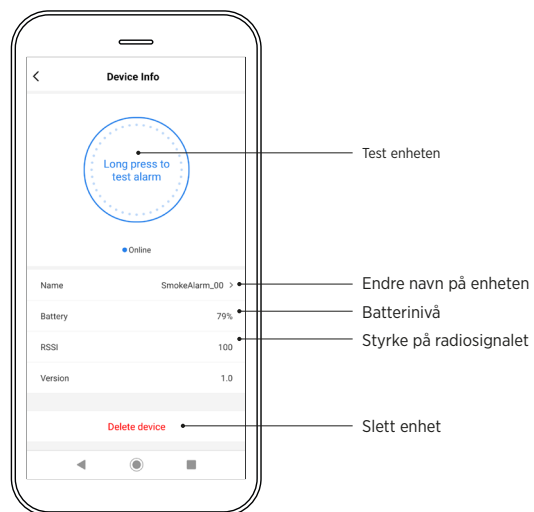 Device Info
Long press to
test alarm
Test enheten
Online
Name SmokeAlarm_00 >
Endre navn på enheten
Battery 79%
Batterinivå
RSSI 100
Styrke på radiosignalet
Version 1.0
Delete device
Slett enhet